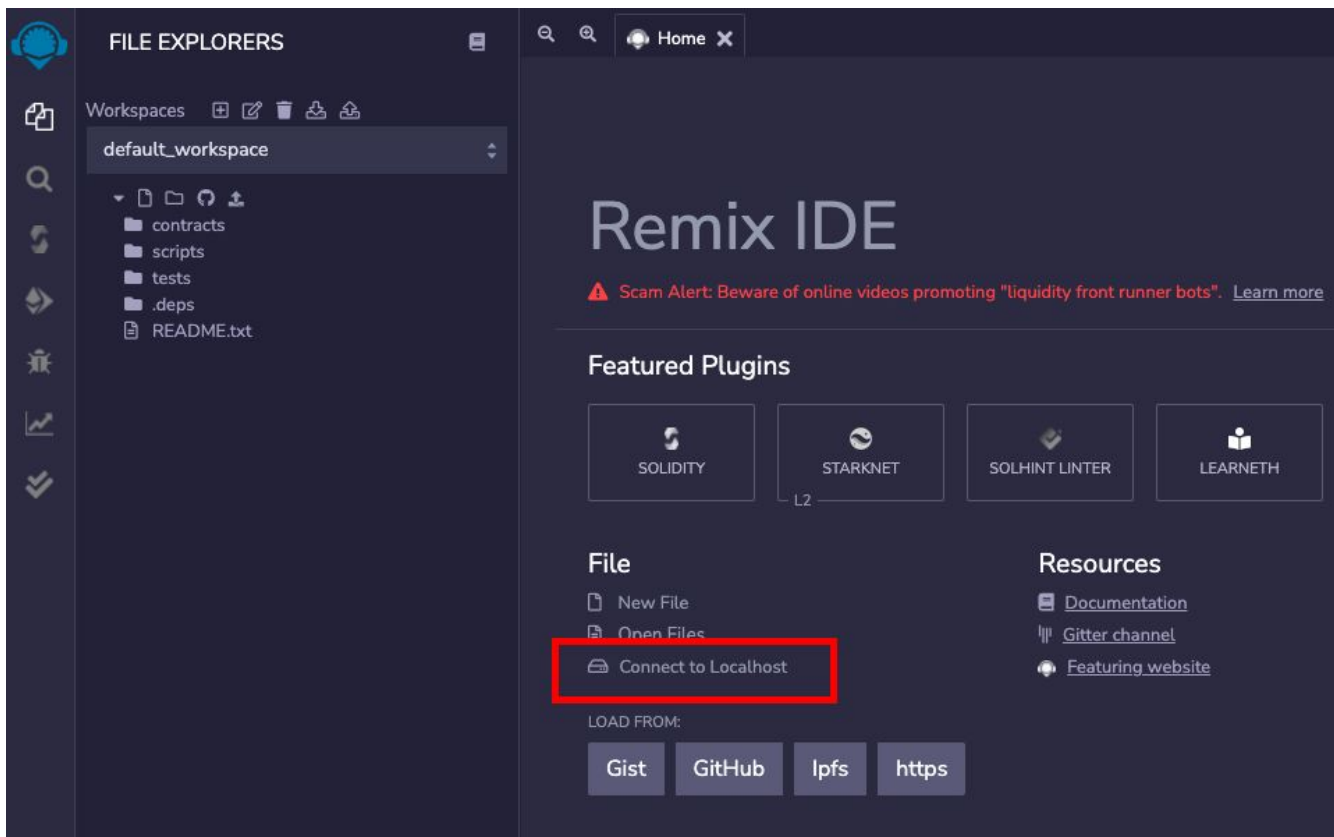 FILE EXPLORERS
Workspaces
default_workspace
contracts
scripts
tests
.deps
README.txt
Home
Remix IDE
Scam Alert: Beware of online videos promoting "liquidity front runner bots". Learn more
Featured Plugins
SOLIDITY
STARKNET
L2
SOLHINT LINTER
LEARNETH
File
New File
Open Files
Connect to Localhost
LOAD FROM:
Gist GitHub Ipfs https
Resources
Documentation
Gitter channel
Featuring website